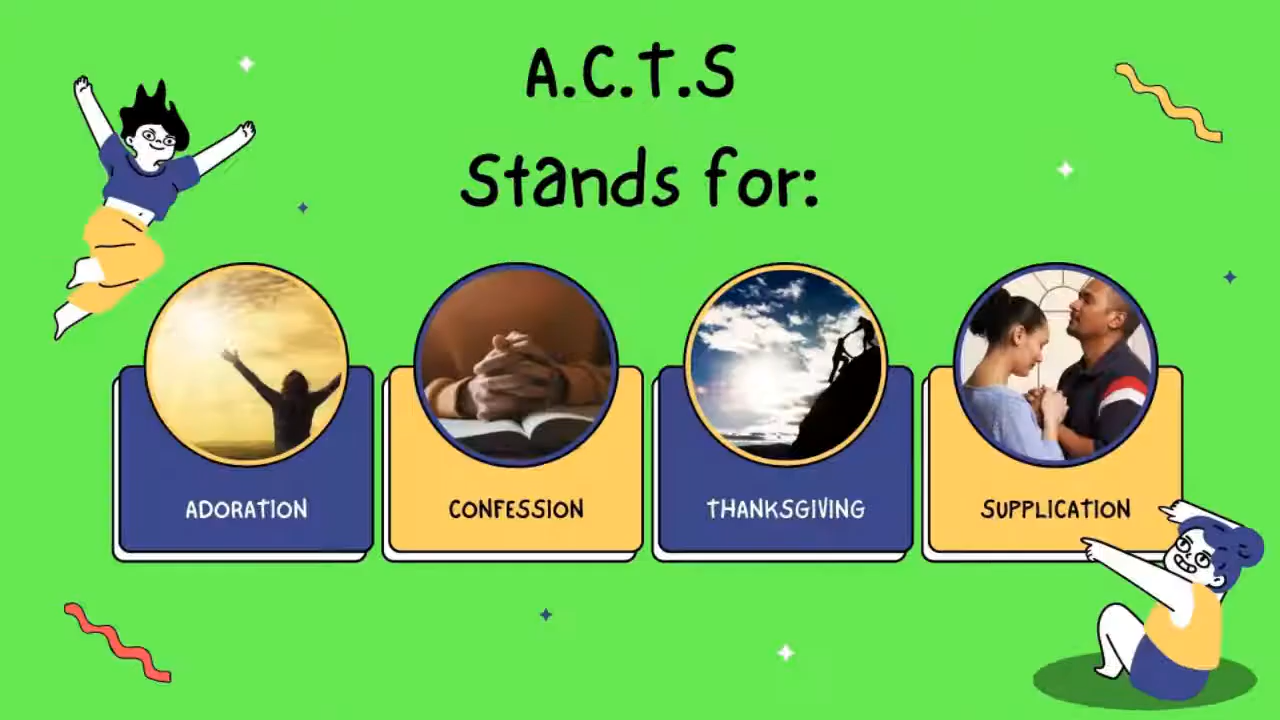 A.C.T.S
Stands for:
ADORATION
CONFESSION
THANKSGIVING
SUPPLICATION